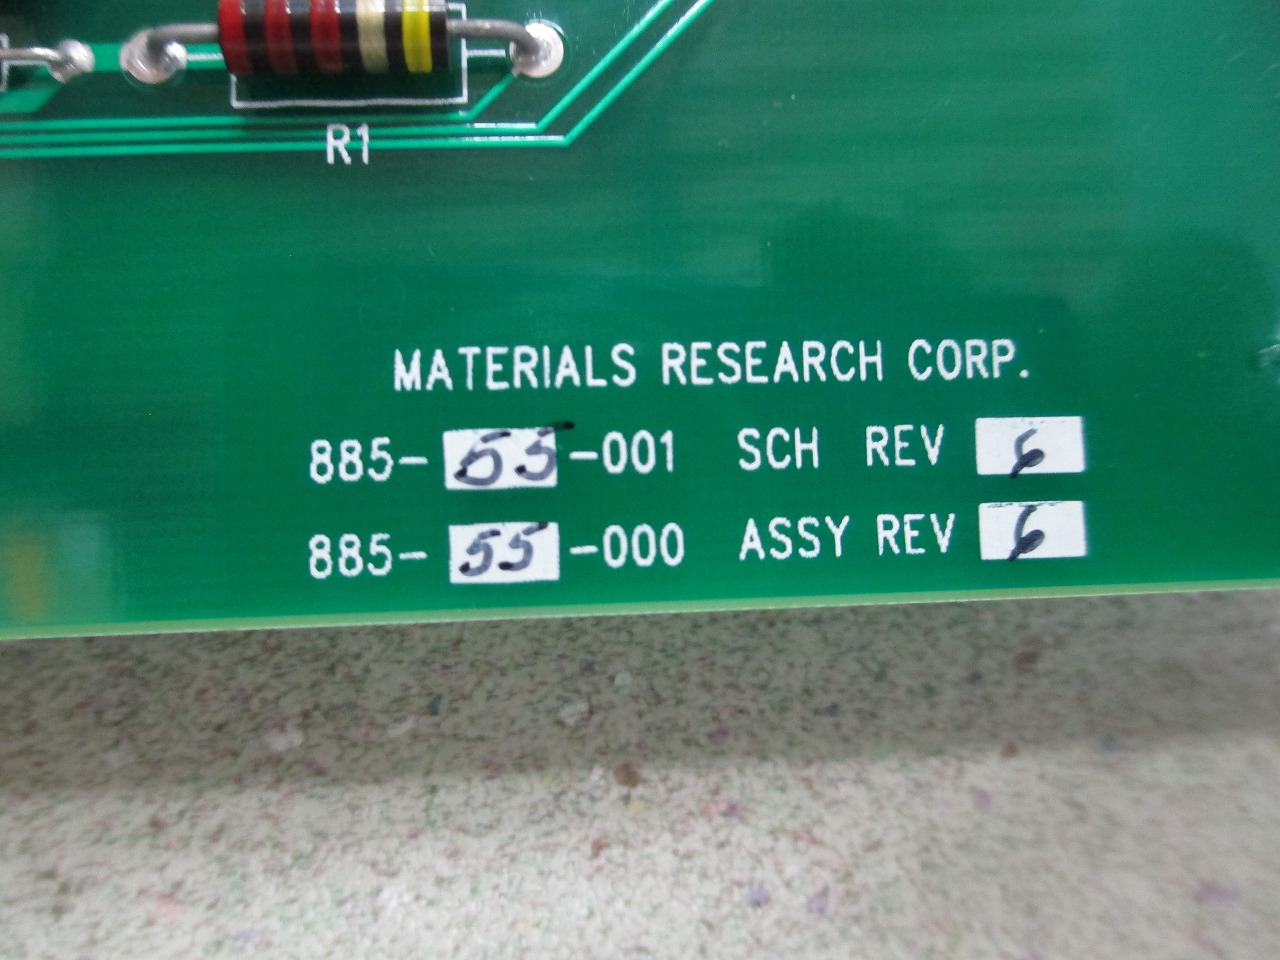 R1
MATERIALS RESEARCH CORP.
885-55-001 SCH REV 6
885-55-000 ASSY REV 6